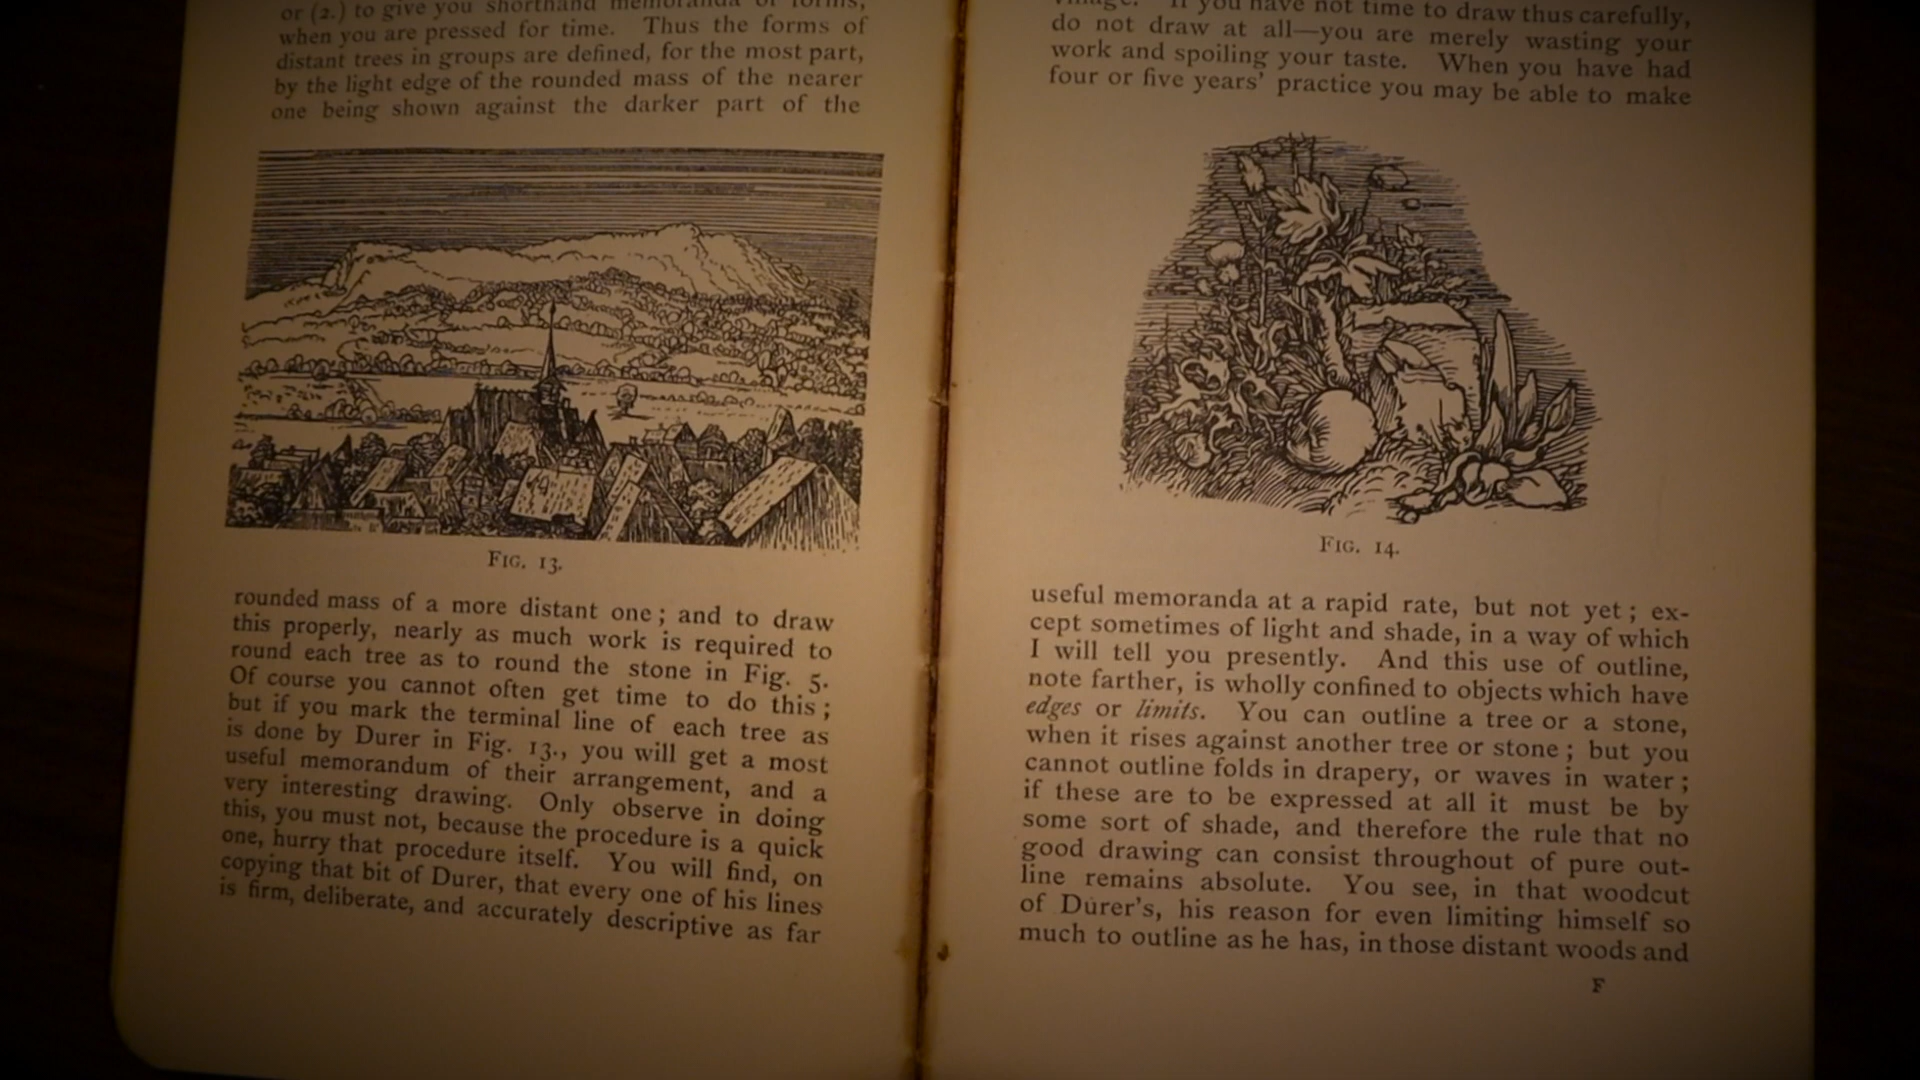 or (2.) to give you shorthand memoranda of forms,
when you are pressed for time. Thus the forms of
distant trees in groups are defined, for the most part,
by the light edge of the rounded mass of the nearer
one being shown against the darker part of the
FIG. 13.
rounded mass of a more distant one; and to draw
this properly, nearly as much work is required to
round each tree as to round the stone in Fig. 5.
Of course you cannot often get time to do this;
but if you mark the terminal line of each tree as
is done by Durer in Fig. 13., you will get a most
useful memorandum of their arrangement, and a
very interesting drawing. Only observe in doing
this, you must not, because the procedure is a quick
one, hurry that procedure itself. You will find, on
copying that bit of Durer, that every one of his lines
is firm, deliberate, and accurately descriptive as far
village. If you have not time to draw thus carefully,
do not draw at all—you are merely wasting your
work and spoiling your taste. When you have had
four or five years' practice you may be able to make
FIG. 14.
useful memoranda at a rapid rate, but not yet; ex-
cept sometimes of light and shade, in a way of which
I will tell you presently. And this use of outline,
note farther, is wholly confined to objects which have
edges or limits. You can outline a tree or a stone,
when it rises against another tree or stone; but you
cannot outline folds in drapery, or waves in water;
if these are to be expressed at all it must be by
some sort of shade, and therefore the rule that no
good drawing can consist throughout of pure out-
line remains absolute. You see, in that woodcut
of Durer's, his reason for even limiting himself so
much to outline as he has, in those distant woods and
F